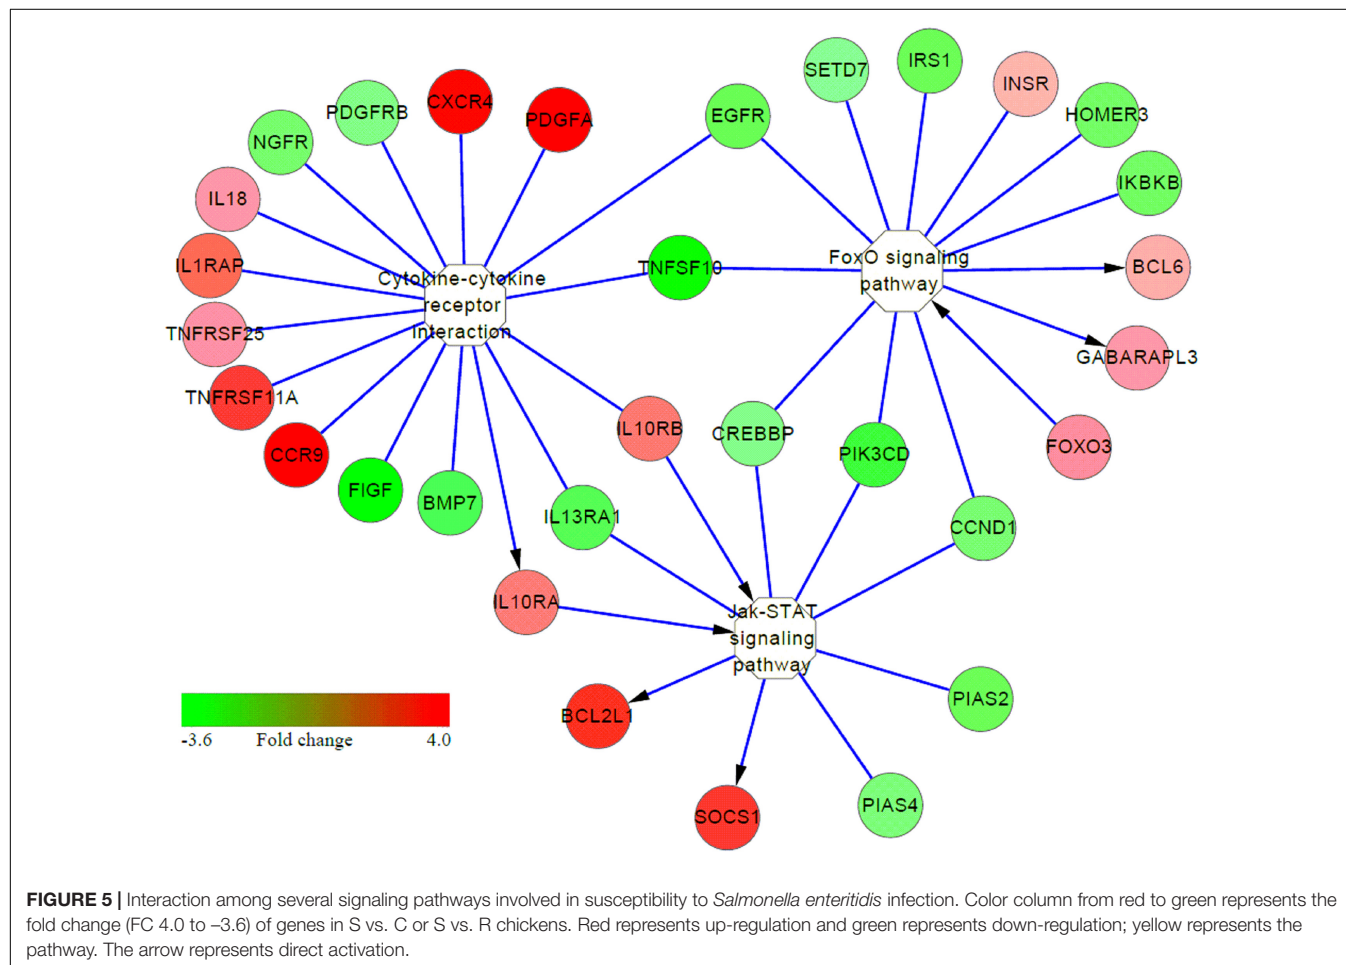 SETD7
IRS1
INSR
PDGFRB
CXCR4
PDGFA
EGFR
HOMER3
NGFR
IKBKB
IL18
IL1RAP
TNFSF10
FoxO signaling
pathway
BCL6
Cytokine-cytokine
receptor
interaction
TNFRSF25
GABARAPL3
TNFRSF11A
IL10RB
CREBBP
PIK3CD
FOXO3
CCR9
FIGF
BMP7
IL13RA1
CCND1
IL10RA
Jak-STAT
signaling
pathway
PIAS2
BCL2L1
-3.6 Fold change 4.0
SOCS1
PIAS4
FIGURE 5 | Interaction among several signaling pathways involved in susceptibility to Salmonella enteritidis infection. Color column from red to green represents the
fold change (FC 4.0 to –3.6) of genes in S vs. C or S vs. R chickens. Red represents up-regulation and green represents down-regulation; yellow represents the
pathway. The arrow represents direct activation.